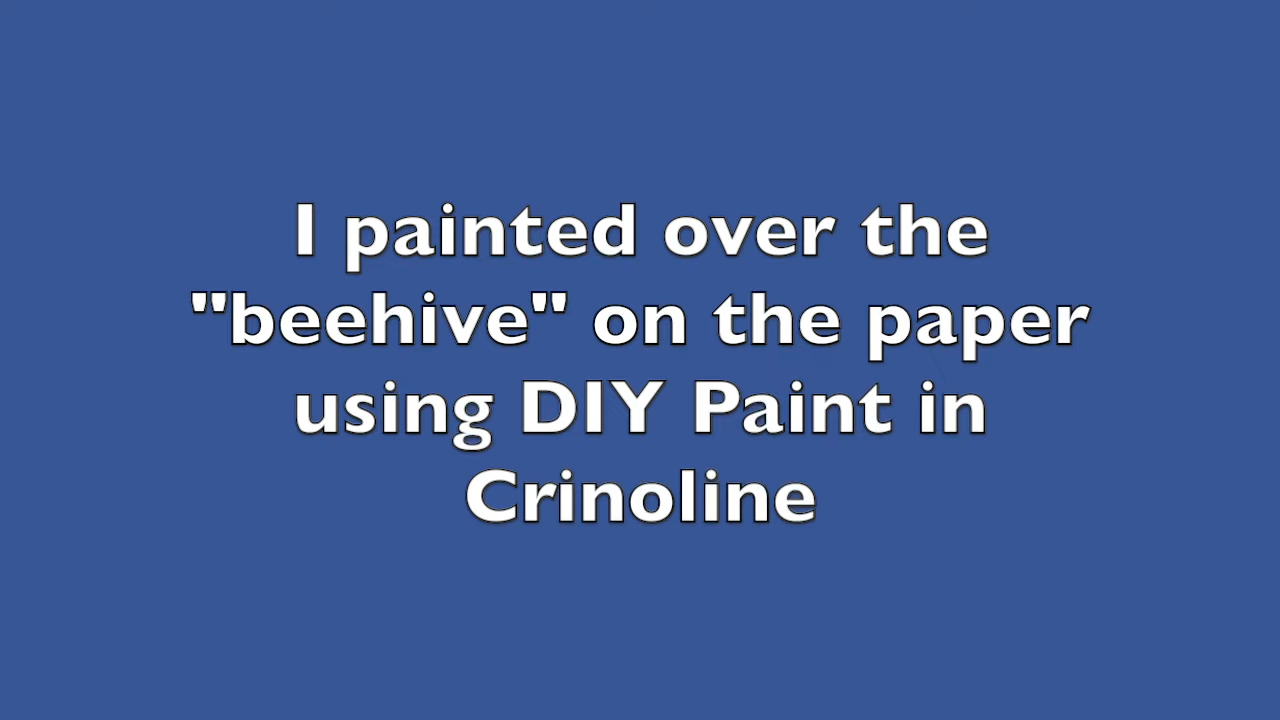 I painted over the
"beehive" on the paper
using DIY Paint in
Crinoline